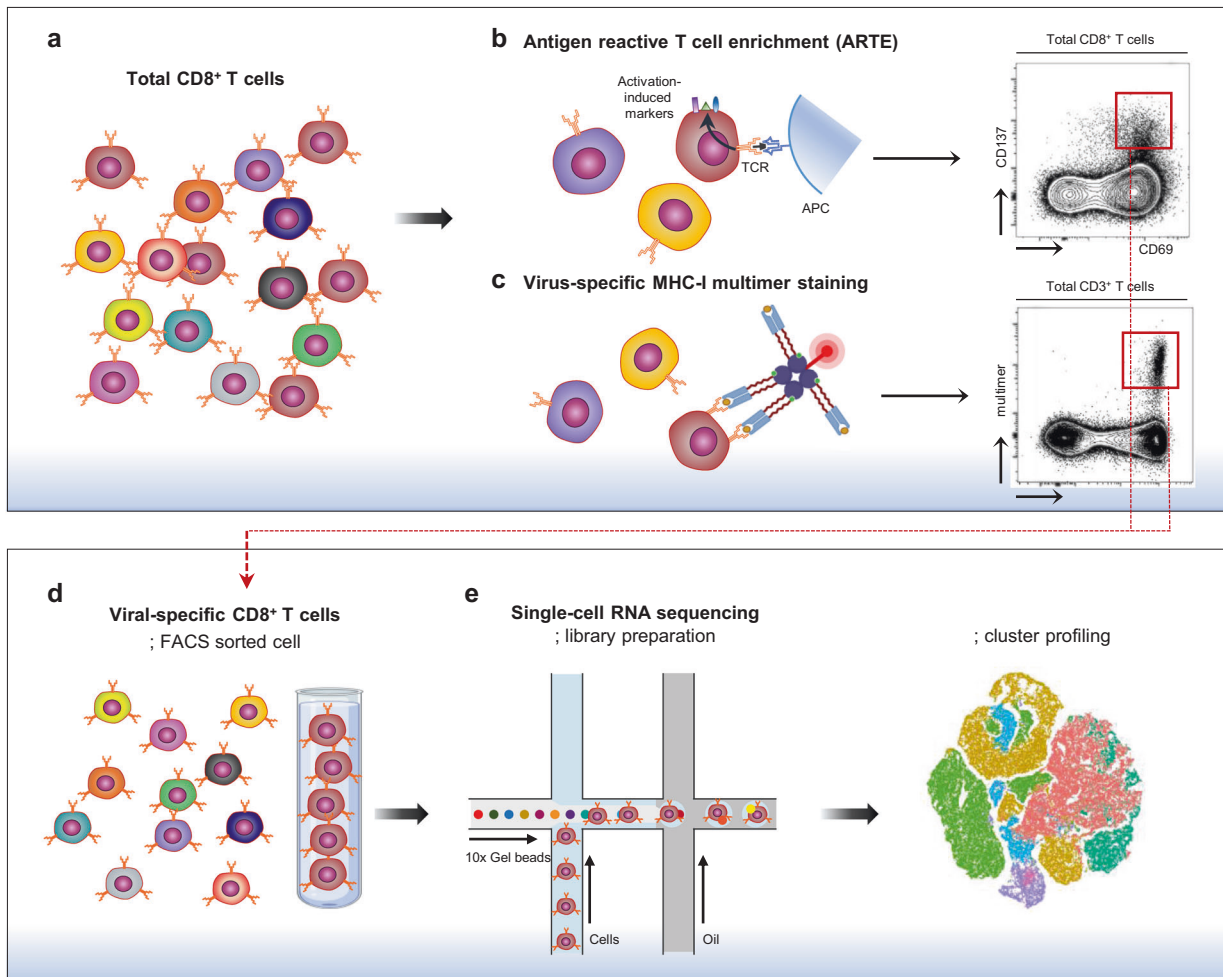 a
Total CD8⁺ T cells
b
Antigen reactive T cell enrichment (ARTE)
Activation-
induced
markers
TCR
APC
Total CD8⁺ T cells
CD137
CD69
c
Virus-specific MHC-I multimer staining
Total CD3⁺ T cells
multimer
d
Viral-specific CD8⁺ T cells
; FACS sorted cell
e
Single-cell RNA sequencing
; library preparation
; cluster profiling
10x Gel beads
Cells
Oil